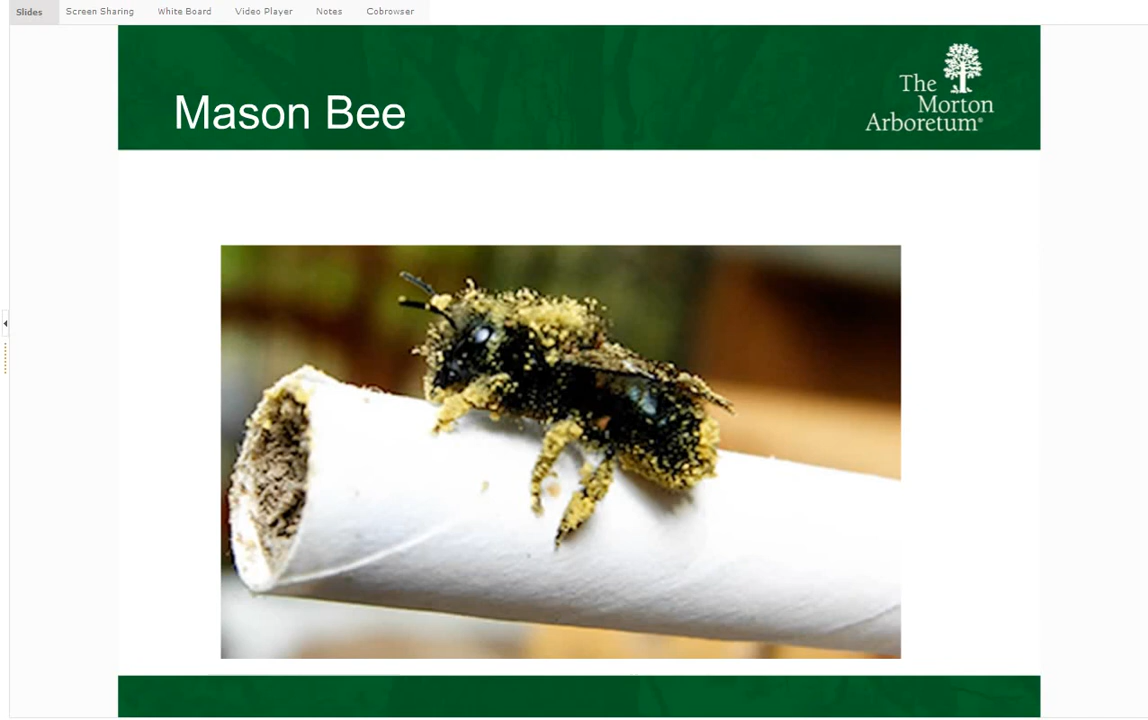 Slides Screen Sharing White Board Video Player Notes Cobrowser
Mason Bee
The
Morton
Arboretum®